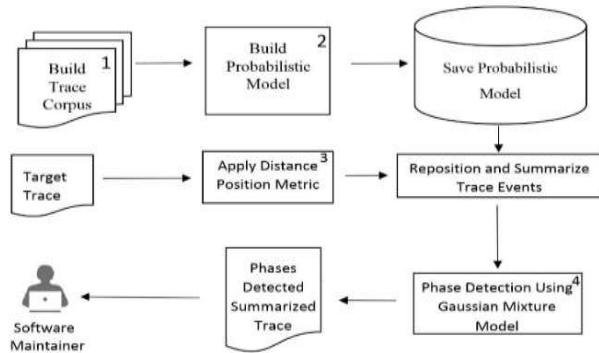 1
Build
Trace
Corpus
2
Build
Probabilistic
Model
Save Probabilistic
Model
Target
Trace
3
Apply Distance
Position Metric
Reposition and Summarize
Trace Events
Software
Maintainer
Phases
Detected
Summarized
Trace
4
Phase Detection Using
Gaussian Mixture
Model